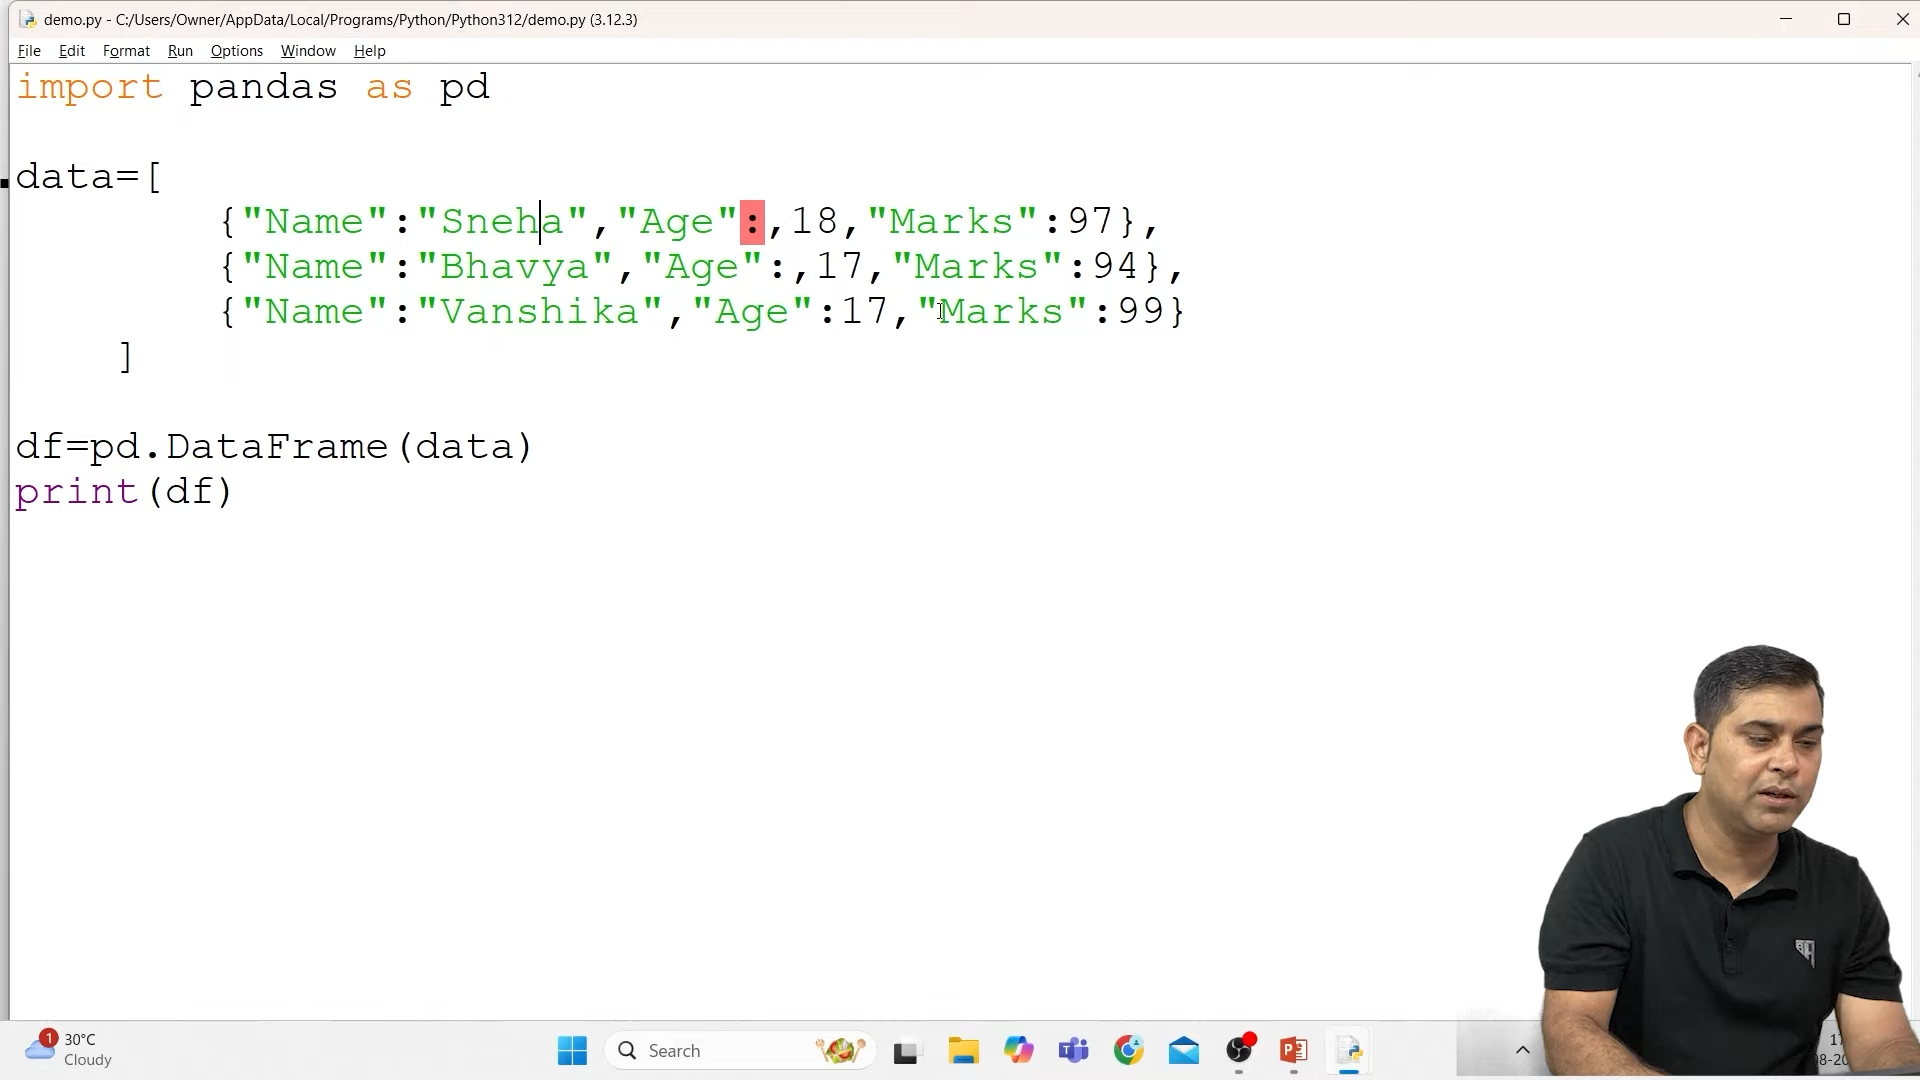 demo.py - C:/Users/Owner/AppData/Local/Programs/Python/Python312/demo.py (3.12.3)
File Edit Format Run Options Window Help
import pandas as pd
data=[
{"Name":"Sneha","Age":,18,"Marks":97},
{"Name":"Bhavya","Age":,17,"Marks":94},
{"Name":"Vanshika","Age":17,"Marks":99}
]
df=pd.DataFrame(data)
print(df)
1
30°C
Cloudy
Search